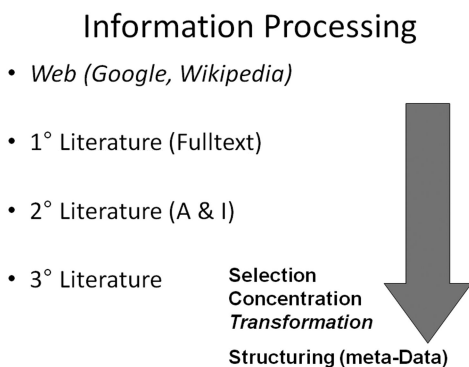 Information Processing
• Web (Google, Wikipedia)
• 1° Literature (Fulltext)
• 2° Literature (A & I)
• 3° Literature
Selection
Concentration
Transformation
Structuring (meta-Data)